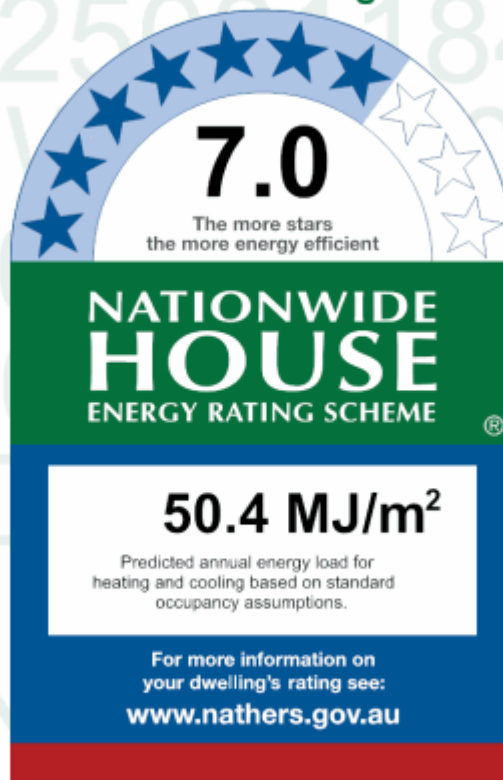 7.0
The more stars
the more energy efficient
NATIONWIDE
HOUSE
ENERGY RATING SCHEME
®
50.4 MJ/m²
Predicted annual energy load for
heating and cooling based on standard
occupancy assumptions.
For more information on
your dwelling's rating see:
www.nathers.gov.au